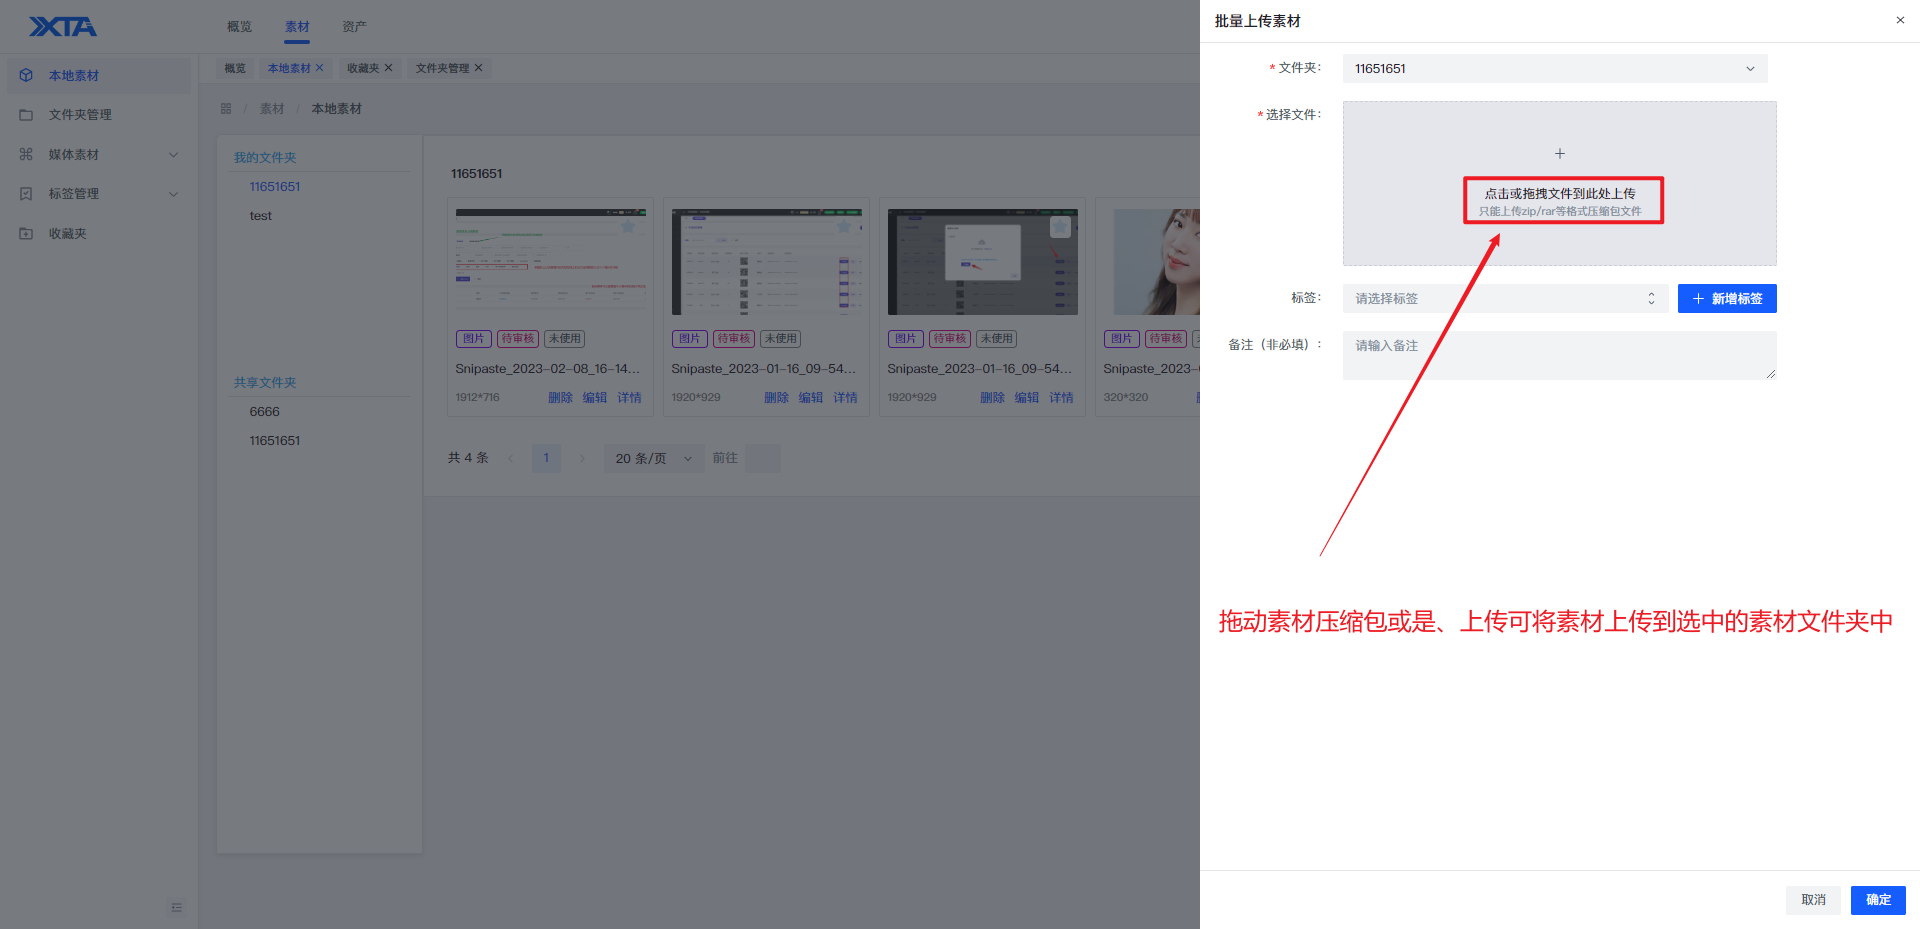 XTA
概览
素材
资产
本地素材
文件夹管理
媒体素材
标签管理
收藏夹
概览
本地素材
收藏夹
文件夹管理
素材 / 本地素材
我的文件夹
11651651
test
共享文件夹
6666
11651651
11651651
图片 待审核 未使用
Snipaste_2023-02-08_16-14...
1912*716 删除 编辑 详情
图片 待审核 未使用
Snipaste_2023-01-16_09-54...
1920*929 删除 编辑 详情
图片 待审核 未使用
Snipaste_2023-01-16_09-54...
1920*929 删除 编辑 详情
图片 待审核
Snipaste_2023-0
320*320
共 4 条
1
20 条/页
前往
批量上传素材
* 文件夹：
11651651
* 选择文件：
点击或拖拽文件到此处上传
只能上传zip/rar等格式压缩包文件
标签：
请选择标签
新增标签
备注（非必填）：
请输入备注
拖动素材压缩包或是、上传可将素材上传到选中的素材文件夹中
取消
确定